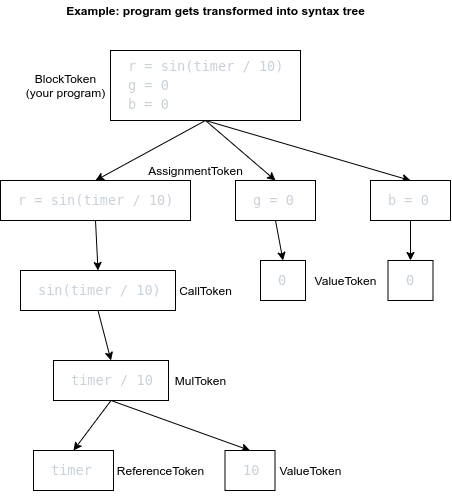 Example: program gets transformed into syntax tree
BlockToken
(your program)
r = sin(timer / 10)
g = 0
b = 0
AssignmentToken
r = sin(timer / 10)
g = 0
b = 0
sin(timer / 10)
CallToken
0
ValueToken
0
timer / 10
MulToken
timer
ReferenceToken
10
ValueToken